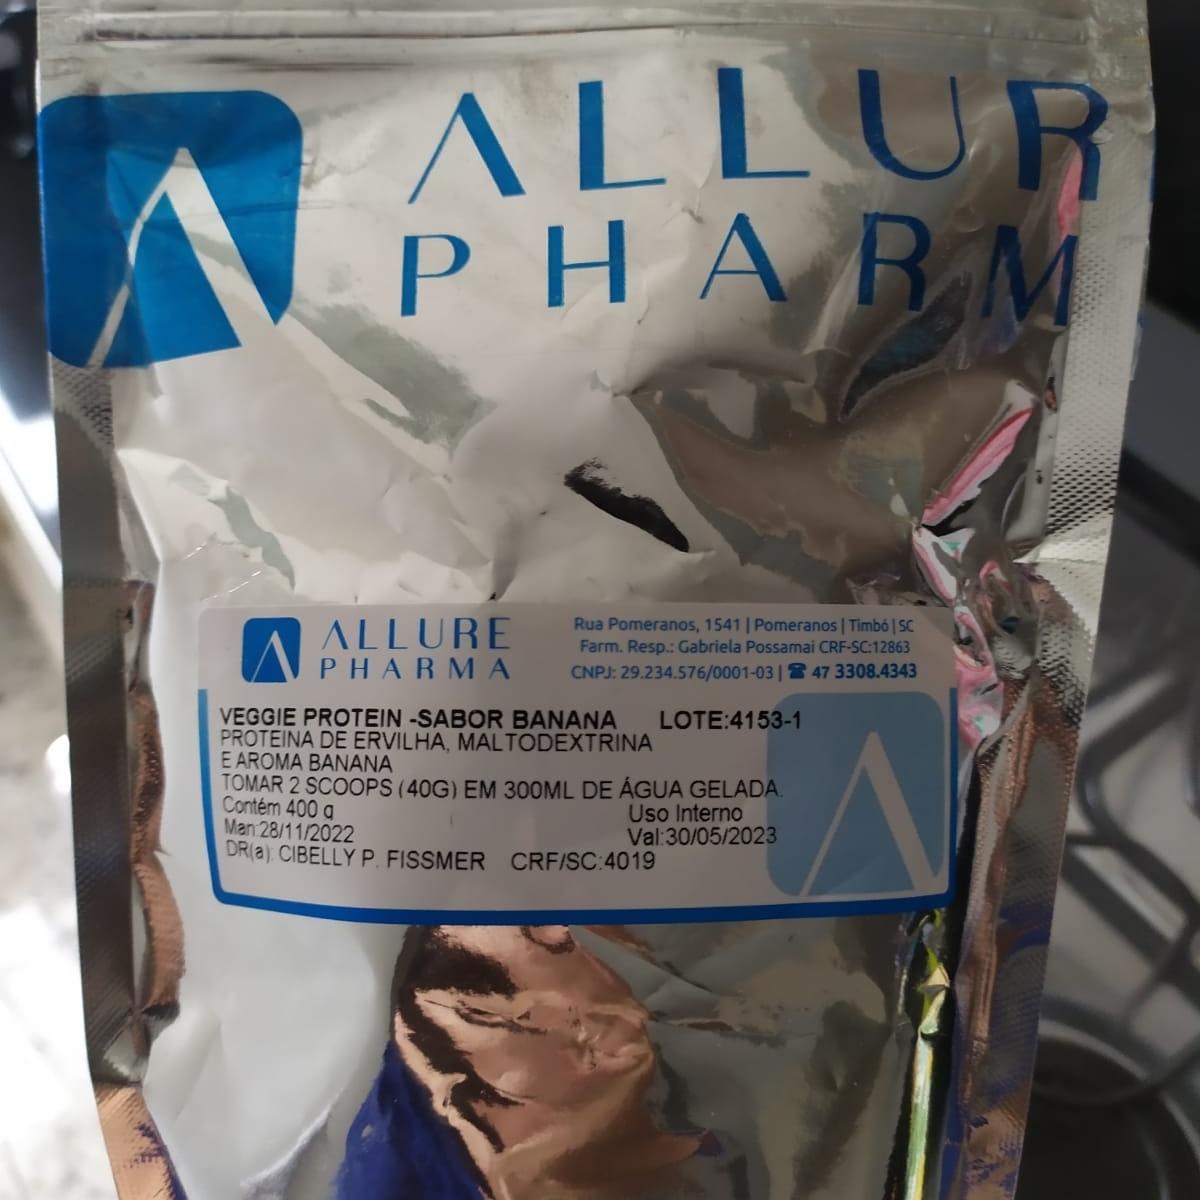 ALLUR
PHARM
ALLURE
PHARMA
Rua Pomeranos, 1541 | Pomeranos | Timbó | SC
Farm. Resp.: Gabriela Possamai CRF-SC:12863
CNPJ: 29.234.576/0001-03 | ☎ 47 3308.4343
VEGGIE PROTEIN -SABOR BANANA LOTE:4153-1
PROTEINA DE ERVILHA, MALTODEXTRINA
E AROMA BANANA
TOMAR 2 SCOOPS (40G) EM 300ML DE ÁGUA GELADA.
Contém 400 g Uso Interno
Man:28/11/2022 Val:30/05/2023
DR(a): CIBELLY P. FISSMER CRF/SC:4019